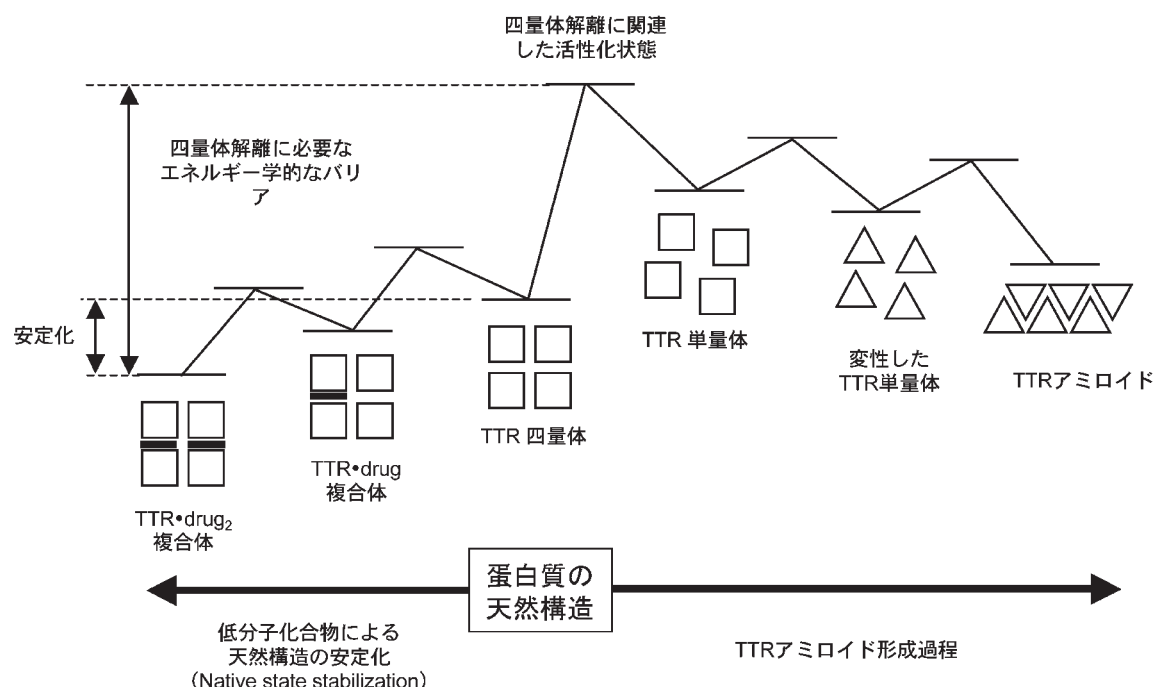 四量体解離に関連
した活性化状態
四量体解離に必要な
エネルギー学的なバリ
ア
安定化
TTR 単量体
変性した
TTR単量体
TTRアミロイド
TTR 四量体
TTR•drug
複合体
TTR•drug₂
複合体
蛋白質の
天然構造
低分子化合物による
天然構造の安定化
（Native state stabilization）
TTRアミロイド形成過程